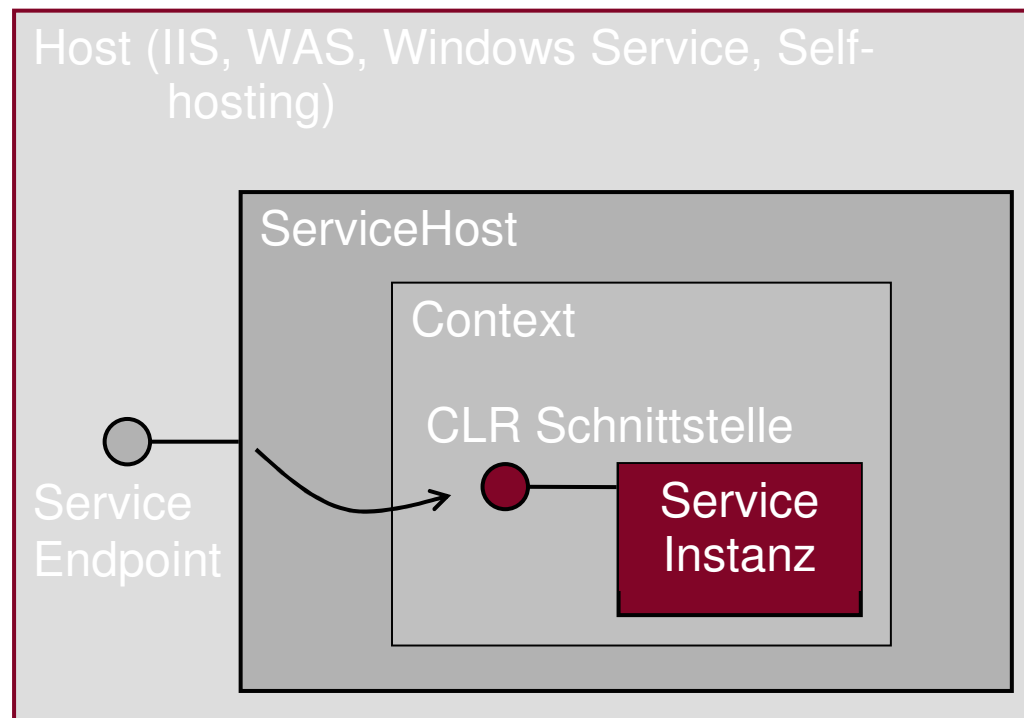 Host (IIS, WAS, Windows Service, Self-
hosting)
ServiceHost
Context
CLR Schnittstelle
Service
Endpoint
Service
Instanz